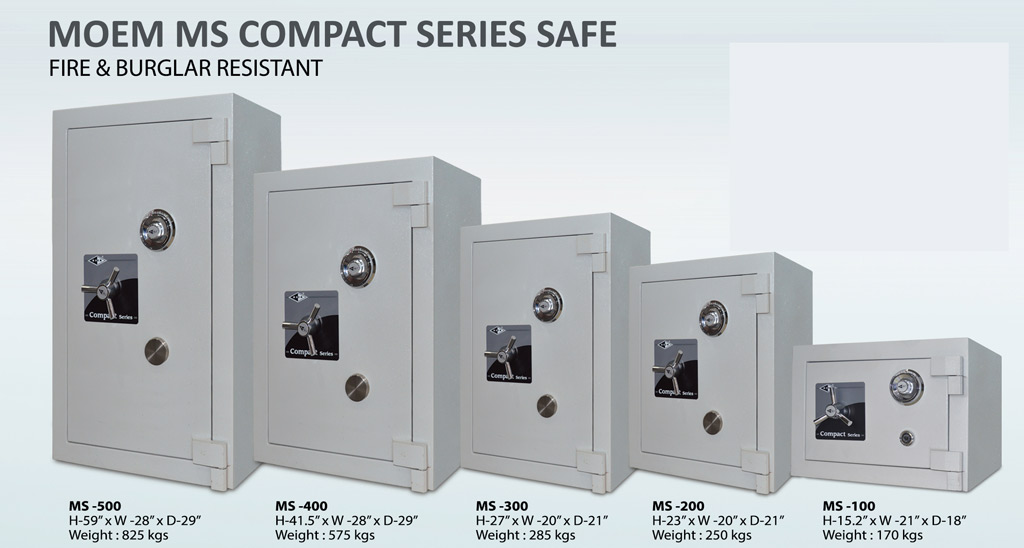 MOEM MS COMPACT SERIES SAFE
FIRE & BURGLAR RESISTANT
Compact Series
Compact Series
Compact Series
Compact Series
Compact Series
MS -500
H-59” x W -28” x D-29”
Weight : 825 kgs
MS -400
H-41.5” x W -28” x D-29”
Weight : 575 kgs
MS -300
H-27” x W -20” x D-21”
Weight : 285 kgs
MS -200
H-23” x W -20” x D-21”
Weight : 250 kgs
MS -100
H-15.2” x W -21” x D-18”
Weight : 170 kgs